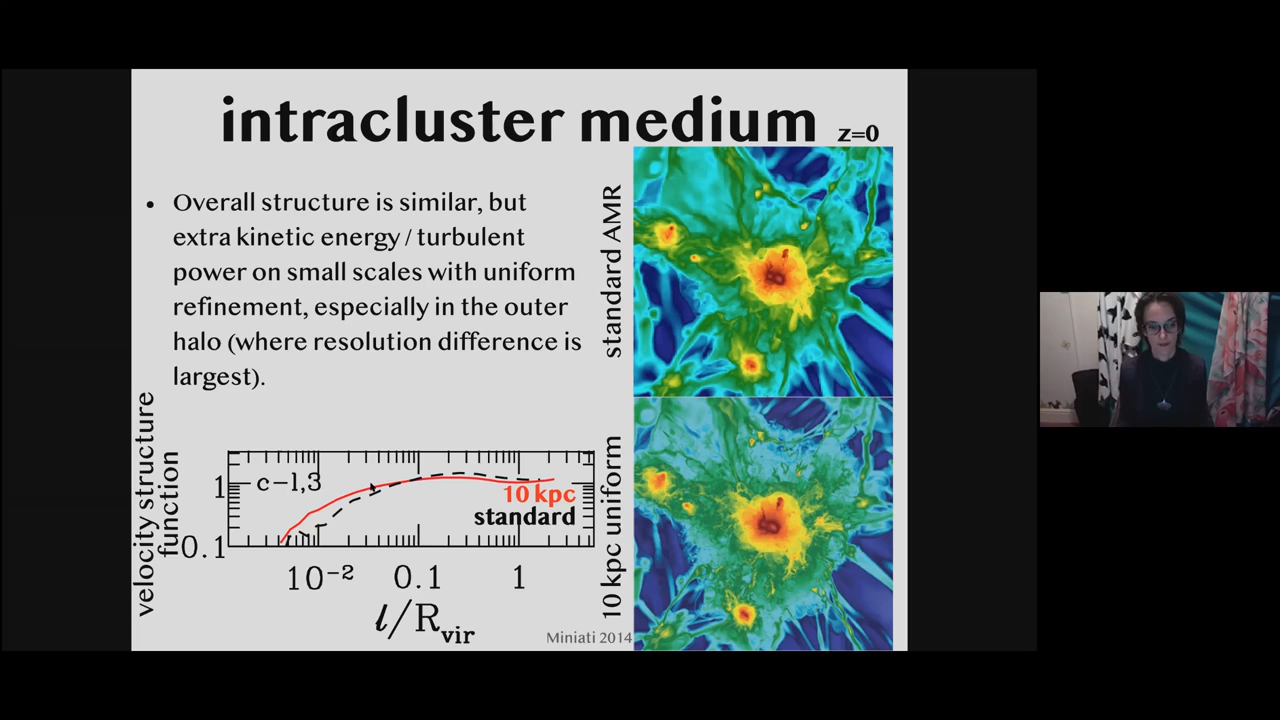 intracluster medium z=0
• Overall structure is similar, but
extra kinetic energy / turbulent
power on small scales with uniform
refinement, especially in the outer
halo (where resolution difference is
largest).
standard AMR
10 kpc uniform
velocity structure
function
c-1,3
1
0.1
10 kpc
standard
10⁻² 0.1 1
ℓ/Rvir
Miniati 2014